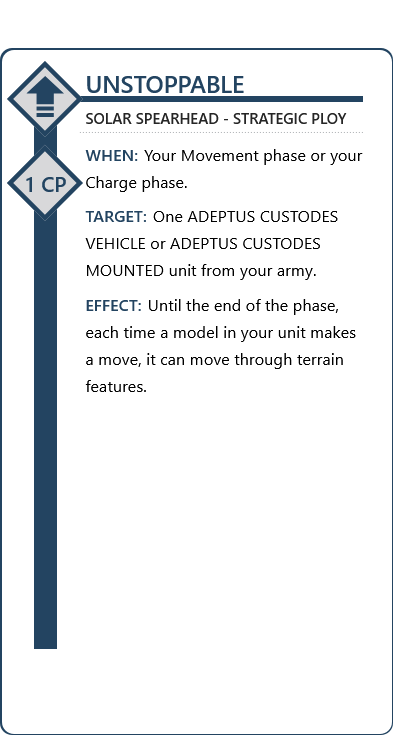 UNSTOPPABLE
SOLAR SPEARHEAD - STRATEGIC PLOY
1 CP
WHEN: Your Movement phase or your
Charge phase.
TARGET: One ADEPTUS CUSTODES
VEHICLE or ADEPTUS CUSTODES
MOUNTED unit from your army.
EFFECT: Until the end of the phase,
each time a model in your unit makes
a move, it can move through terrain
features.